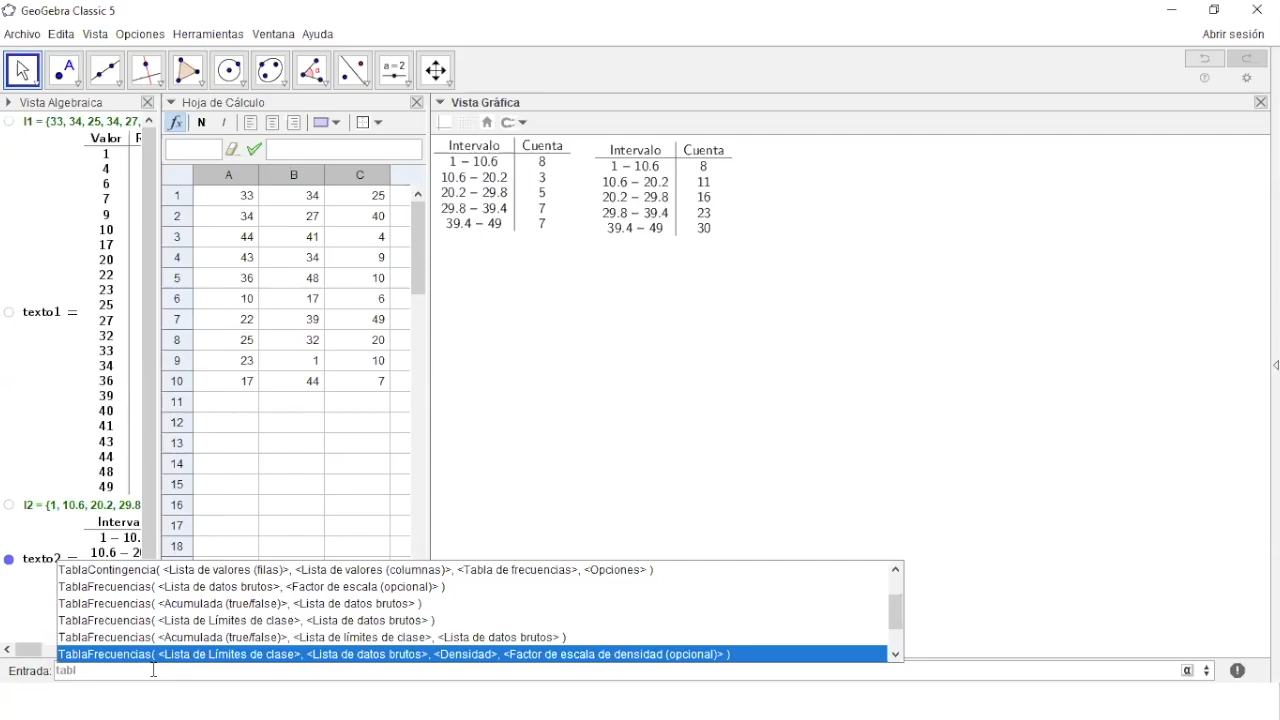 GeoGebra Classic 5
Archivo Edita Vista Opciones Herramientas Ventana Ayuda
Abrir sesión
Vista Algebraica
Hoja de Cálculo
Vista Gráfica
l1 = {33, 34, 25, 34, 27,
Valor
1
4
6
7
9
10
17
20
22
23
25
27
32
33
34
36
39
40
41
43
44
48
49
texto1 =
l2 = {1, 10.6, 20.2, 29.8
Interva
1 – 10.
10.6 – 20
texto2 =
fx N I
A B C
1 33 34 25
2 34 27 40
3 44 41 4
4 43 34 9
5 36 48 10
6 10 17 6
7 22 39 49
8 25 32 20
9 23 1 10
10 17 44 7
11
12
13
14
15
16
17
18
Intervalo Cuenta
1 – 10.6 8
10.6 – 20.2 3
20.2 – 29.8 5
29.8 – 39.4 7
39.4 – 49 7
Intervalo Cuenta
1 – 10.6 8
10.6 – 20.2 11
20.2 – 29.8 16
29.8 – 39.4 23
39.4 – 49 30
TablaContingencia( <Lista de valores (filas)>, <Lista de valores (columnas)>, <Tabla de frecuencias>, <Opciones> )
TablaFrecuencias( <Lista de datos brutos>, <Factor de escala (opcional)> )
TablaFrecuencias( <Acumulada (true/false)>, <Lista de datos brutos> )
TablaFrecuencias( <Lista de Límites de clase>, <Lista de datos brutos> )
TablaFrecuencias( <Acumulada (true/false)>, <Lista de límites de clase>, <Lista de datos brutos> )
TablaFrecuencias( <Lista de Límites de clase>, <Lista de datos brutos>, <Densidad>, <Factor de escala de densidad (opcional)> )
Entrada: tabl
α